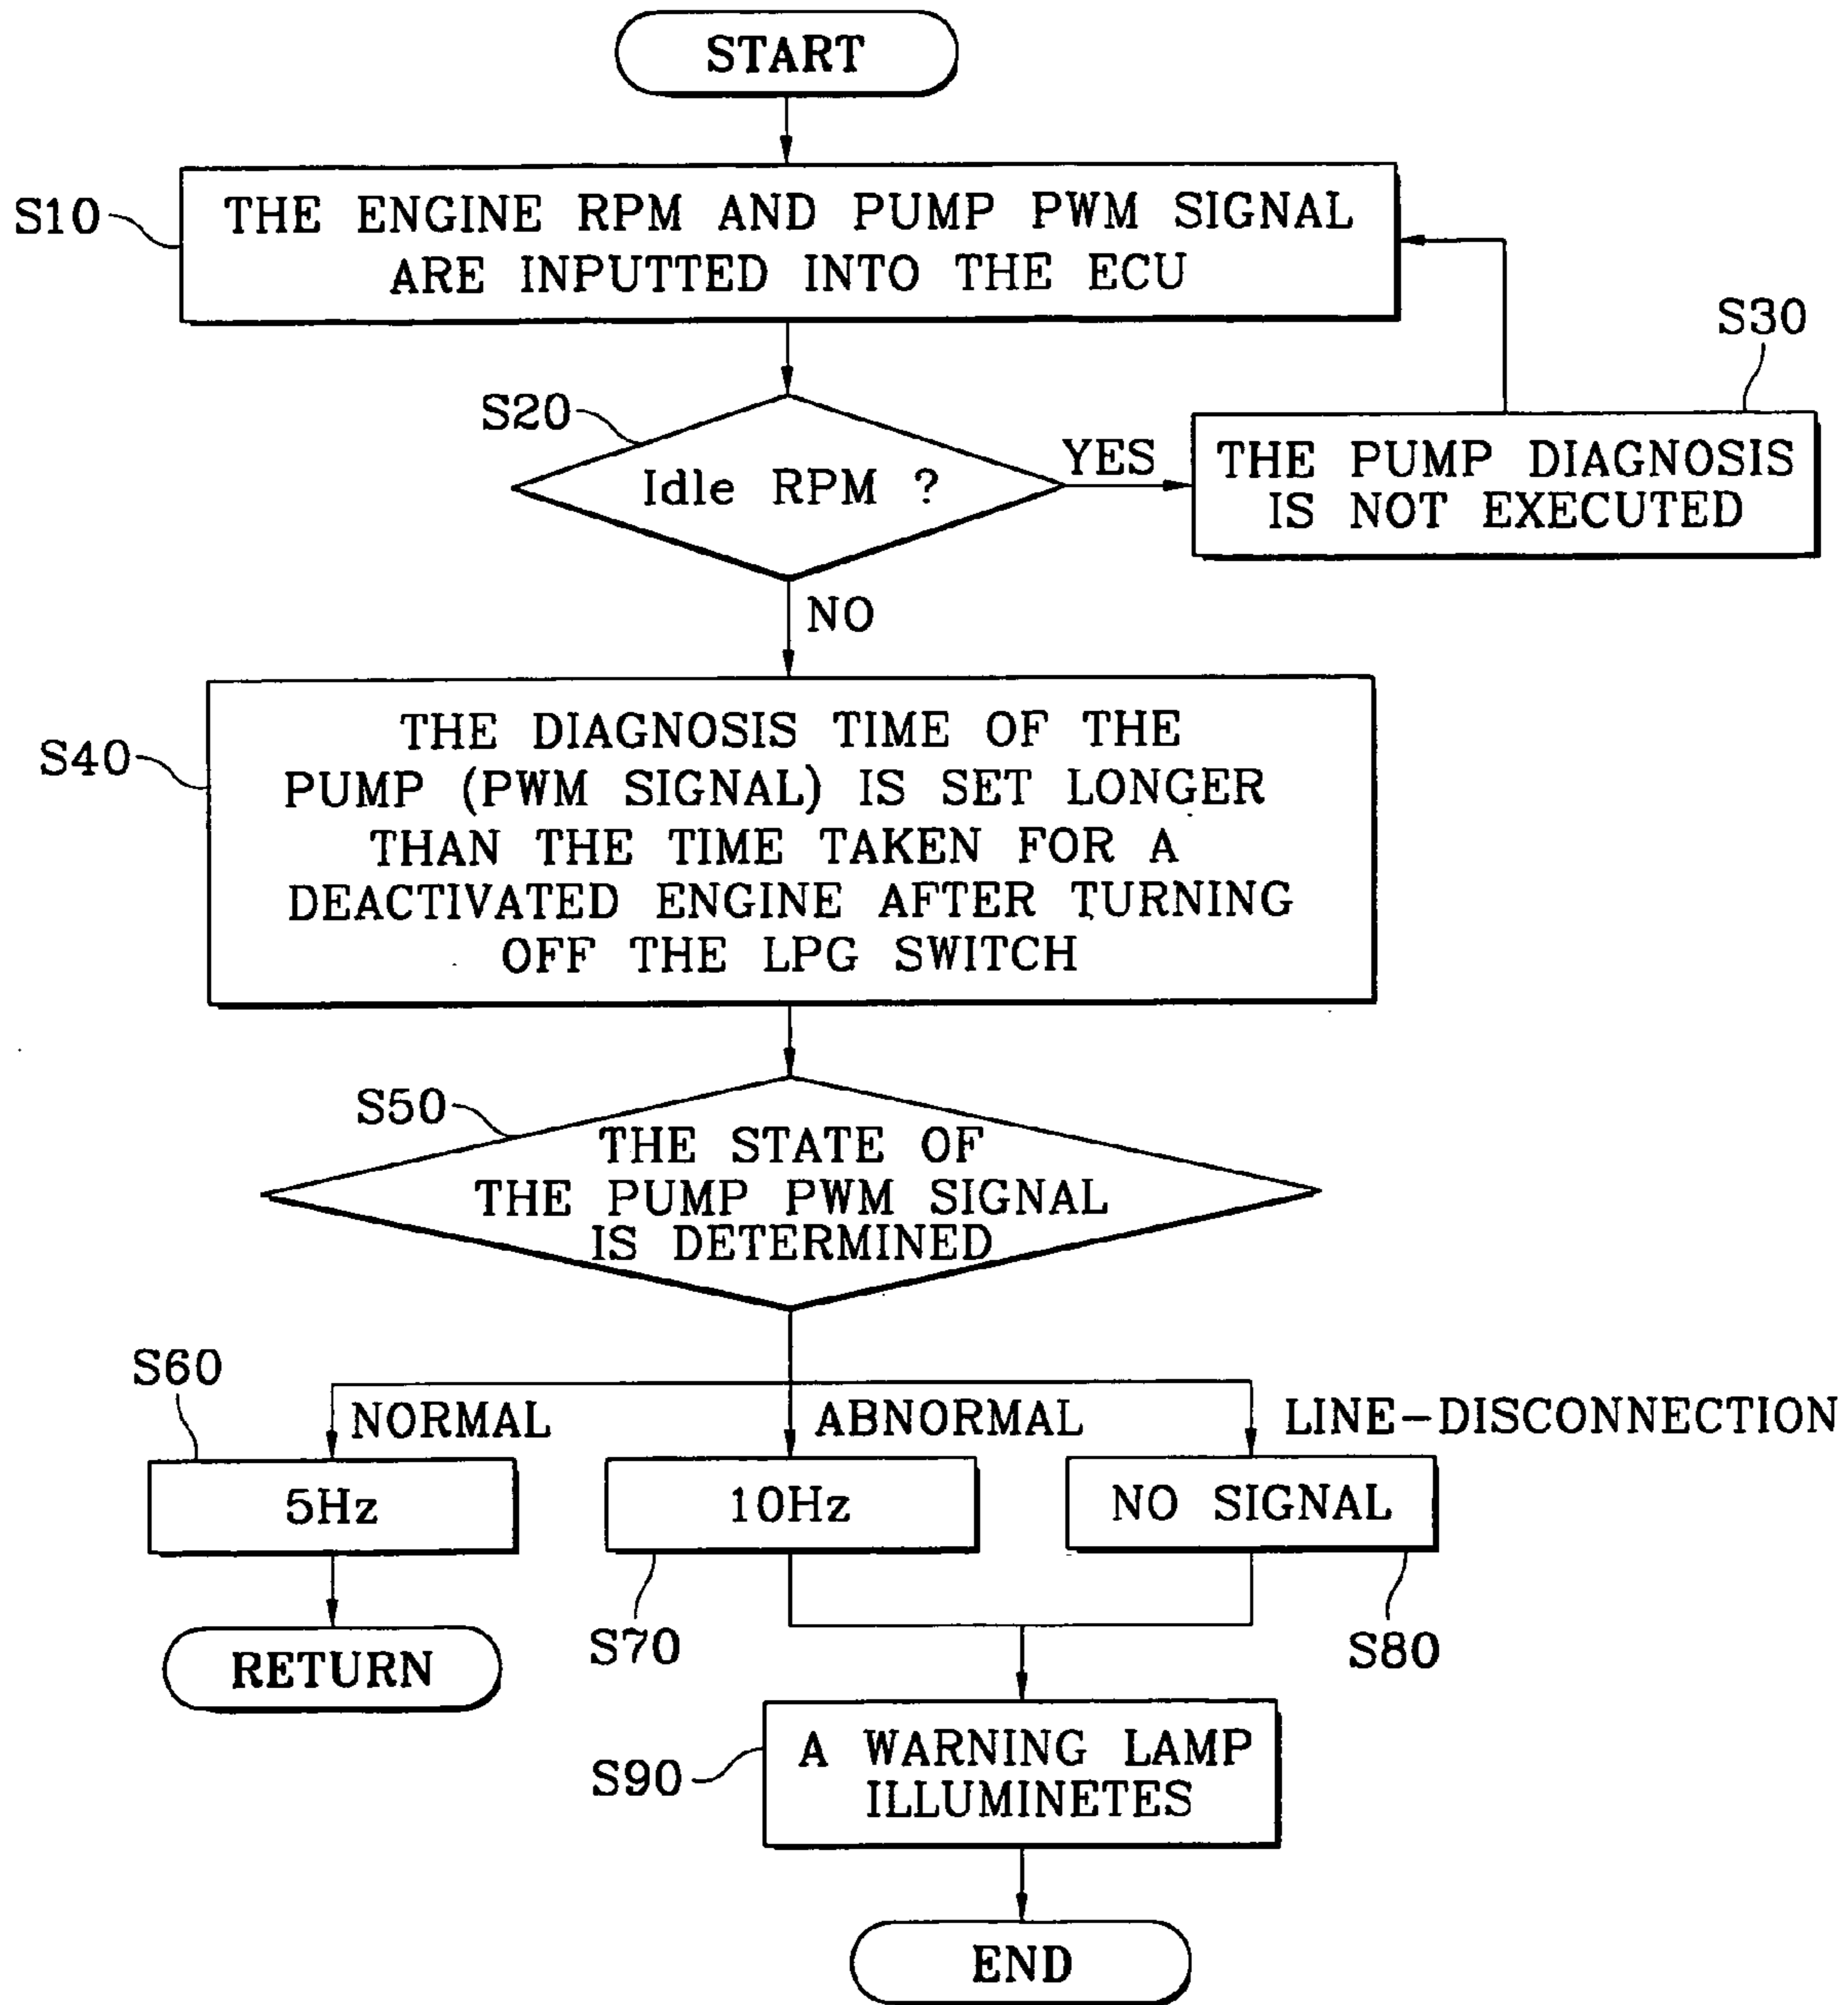 START
S10
THE ENGINE RPM AND PUMP PWM SIGNAL
ARE INPUTTED INTO THE ECU
S30
S20
Idle RPM ?
YES
THE PUMP DIAGNOSIS
IS NOT EXECUTED
NO
S40
THE DIAGNOSIS TIME OF THE
PUMP (PWM SIGNAL) IS SET LONGER
THAN THE TIME TAKEN FOR A
DEACTIVATED ENGINE AFTER TURNING
OFF THE LPG SWITCH
S50
THE STATE OF
THE PUMP PWM SIGNAL
IS DETERMINED
S60
NORMAL
ABNORMAL
LINE-DISCONNECTION
5Hz
10Hz
NO SIGNAL
S70
S80
RETURN
S90
A WARNING LAMP
ILLUMINETES
END